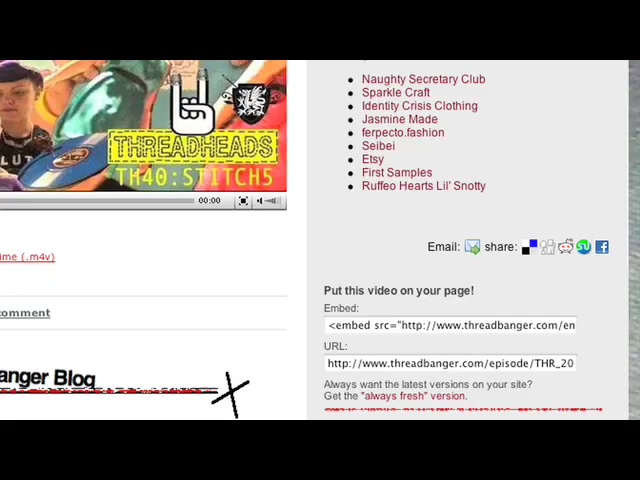 THREADHEADS
TH40:STITCH5
00:00
ime (.m4v)
comment
anger Blog
Naughty Secretary Club
Sparkle Craft
Identity Crisis Clothing
Jasmine Made
ferpecto.fashion
Seibei
Etsy
First Samples
Ruffeo Hearts Lil' Snotty
Email: share:
Put this video on your page!
Embed:
<embed src="http://www.threadbanger.com/en
URL:
http://www.threadbanger.com/episode/THR_20
Always want the latest versions on your site?
Get the "always fresh" version.